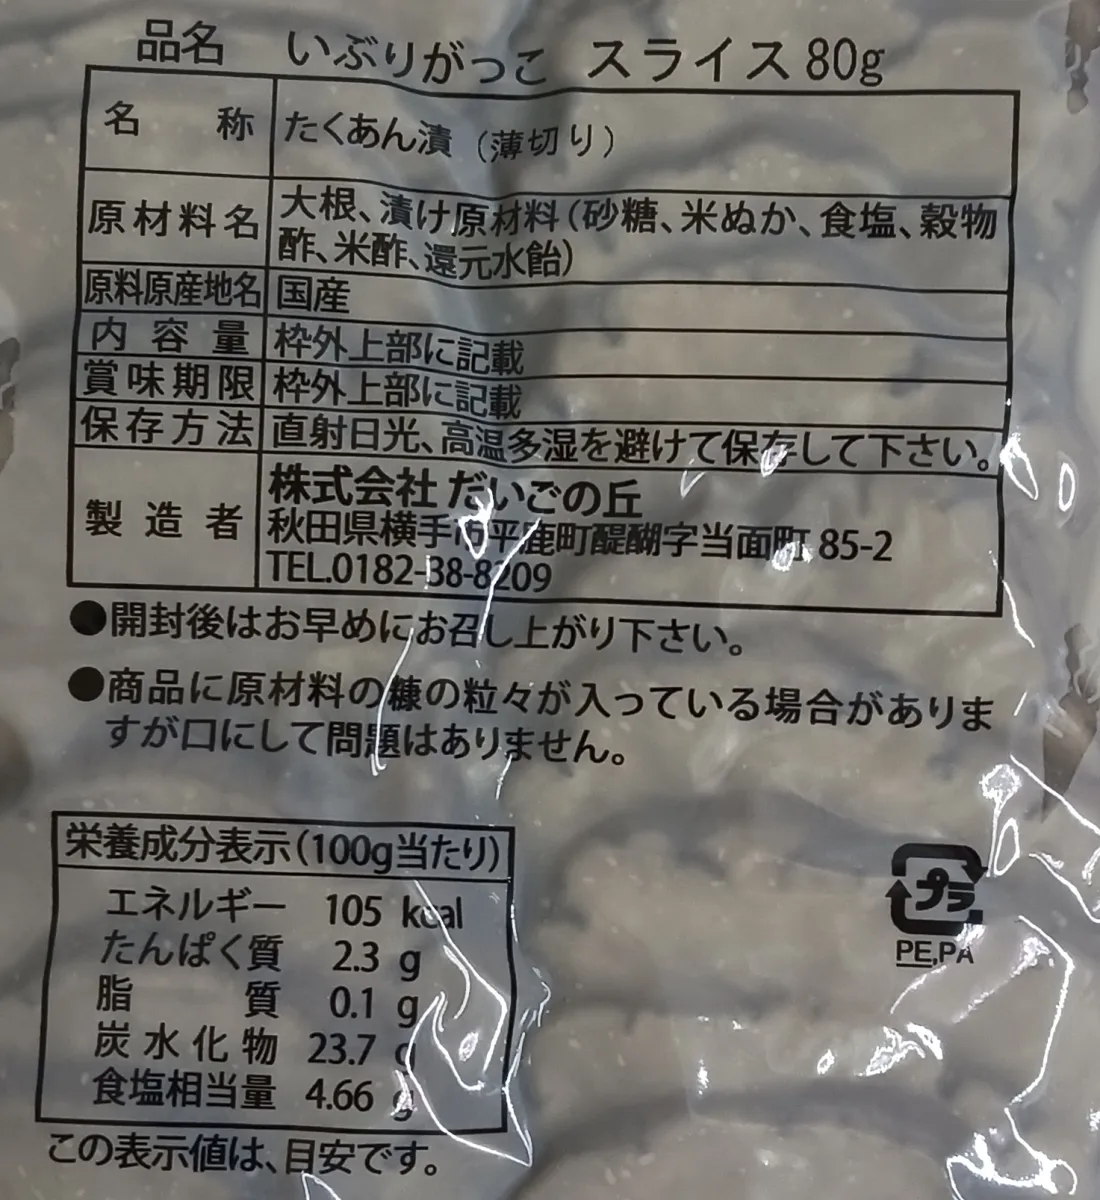 品名 いぶりがっこ スライス 80g
名称 たくあん漬(薄切り)
原材料名 大根、漬け原材料(砂糖、米ぬか、食塩、穀物
酢、米酢、還元水飴)
原料原産地名 国産
内容量 枠外上部に記載
賞味期限 枠外上部に記載
保存方法 直射日光、高温多湿を避けて保存して下さい。
製造者 株式会社 だいごの丘
秋田県横手市平鹿町醍醐字当面町 85-2
TEL.0182-38-8209
●開封後はお早めにお召し上がり下さい。
●商品に原材料の糠の粒々が入っている場合がありま
すが口にして問題はありません。
栄養成分表示(100g当たり)
エネルギー 105 kcal
たんぱく質 2.3 g
脂質 0.1 g
炭水化物 23.7 g
食塩相当量 4.66 g
この表示値は、目安です。
プラ
PE,PA